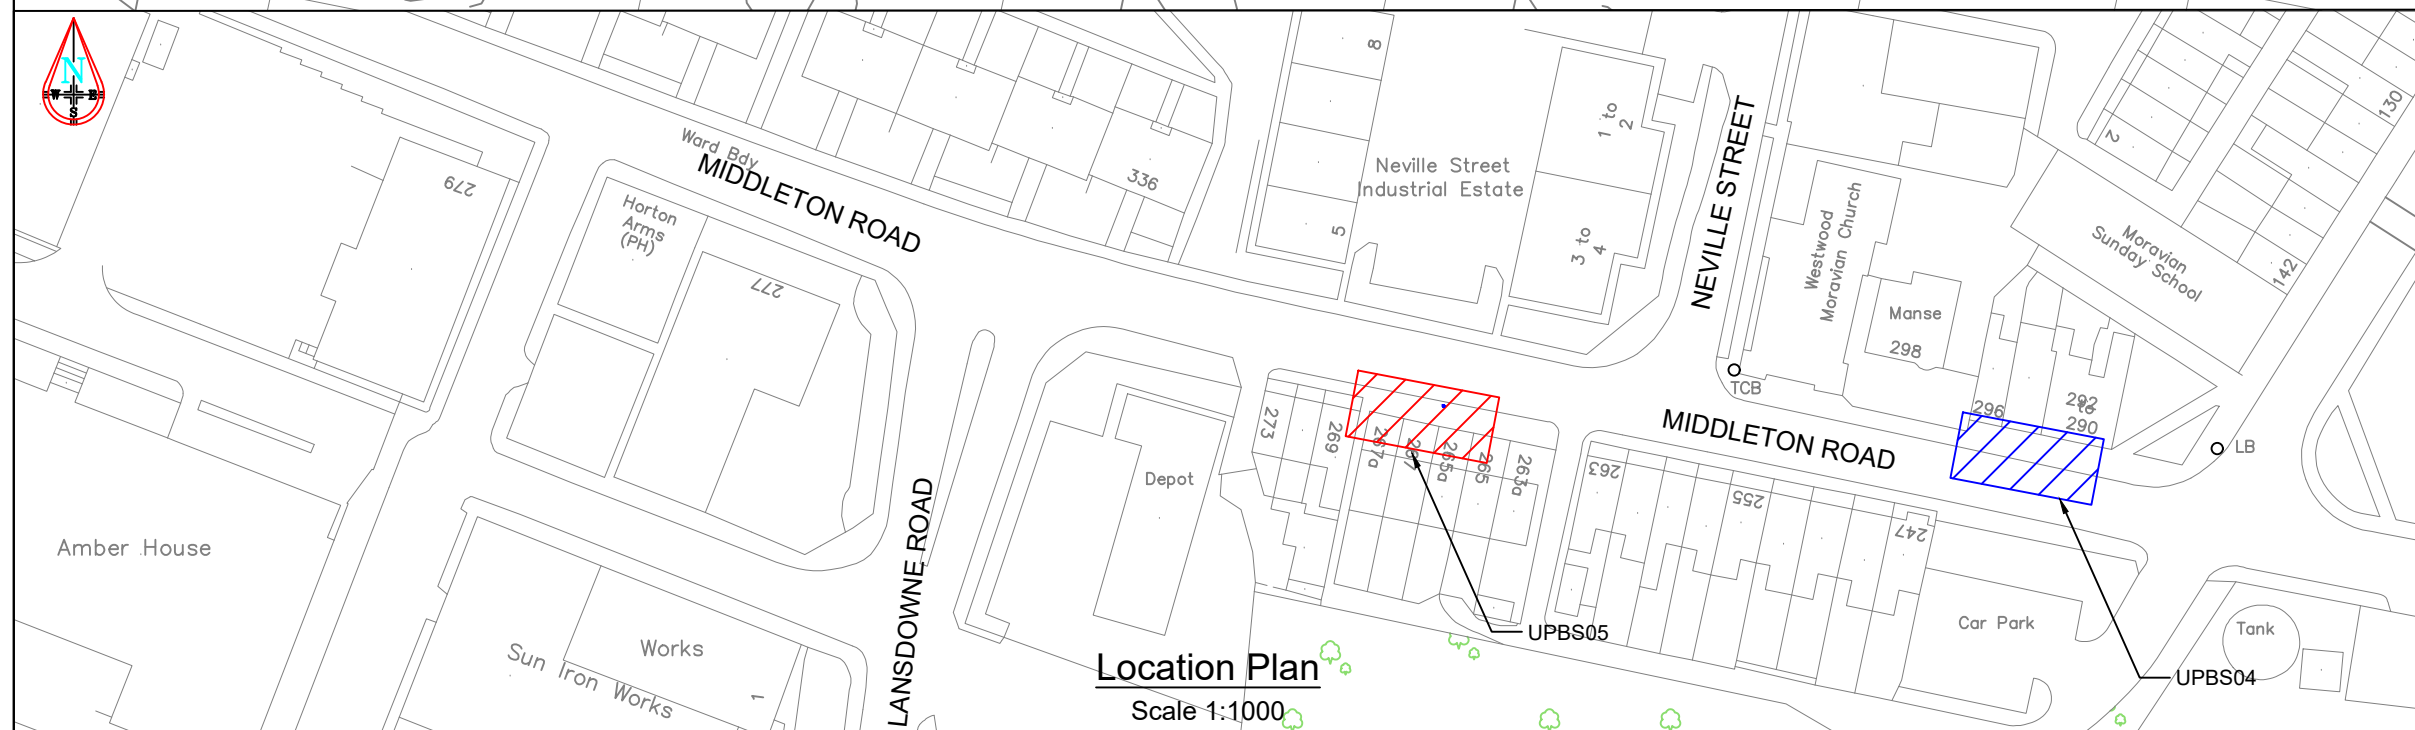 N
W E
S
279
Ward Bdy
MIDDLETON ROAD
Horton
Arms
(PH)
277
336
8
5
Neville Street
Industrial Estate
1 to
2
3 to
4
NEVILLE STREET
Westwood
Moravian Church
Manse
298
2
130
Moravian
Sunday School
142
TCB
296
292
to
290
LB
MIDDLETON ROAD
273
269
267a
265a
265
263a
263
255
247
Depot
Amber House
LANSDOWNE ROAD
Works
Sun Iron Works
1
UPBS05
Car Park
Tank
UPBS04
Location Plan
Scale 1:1000